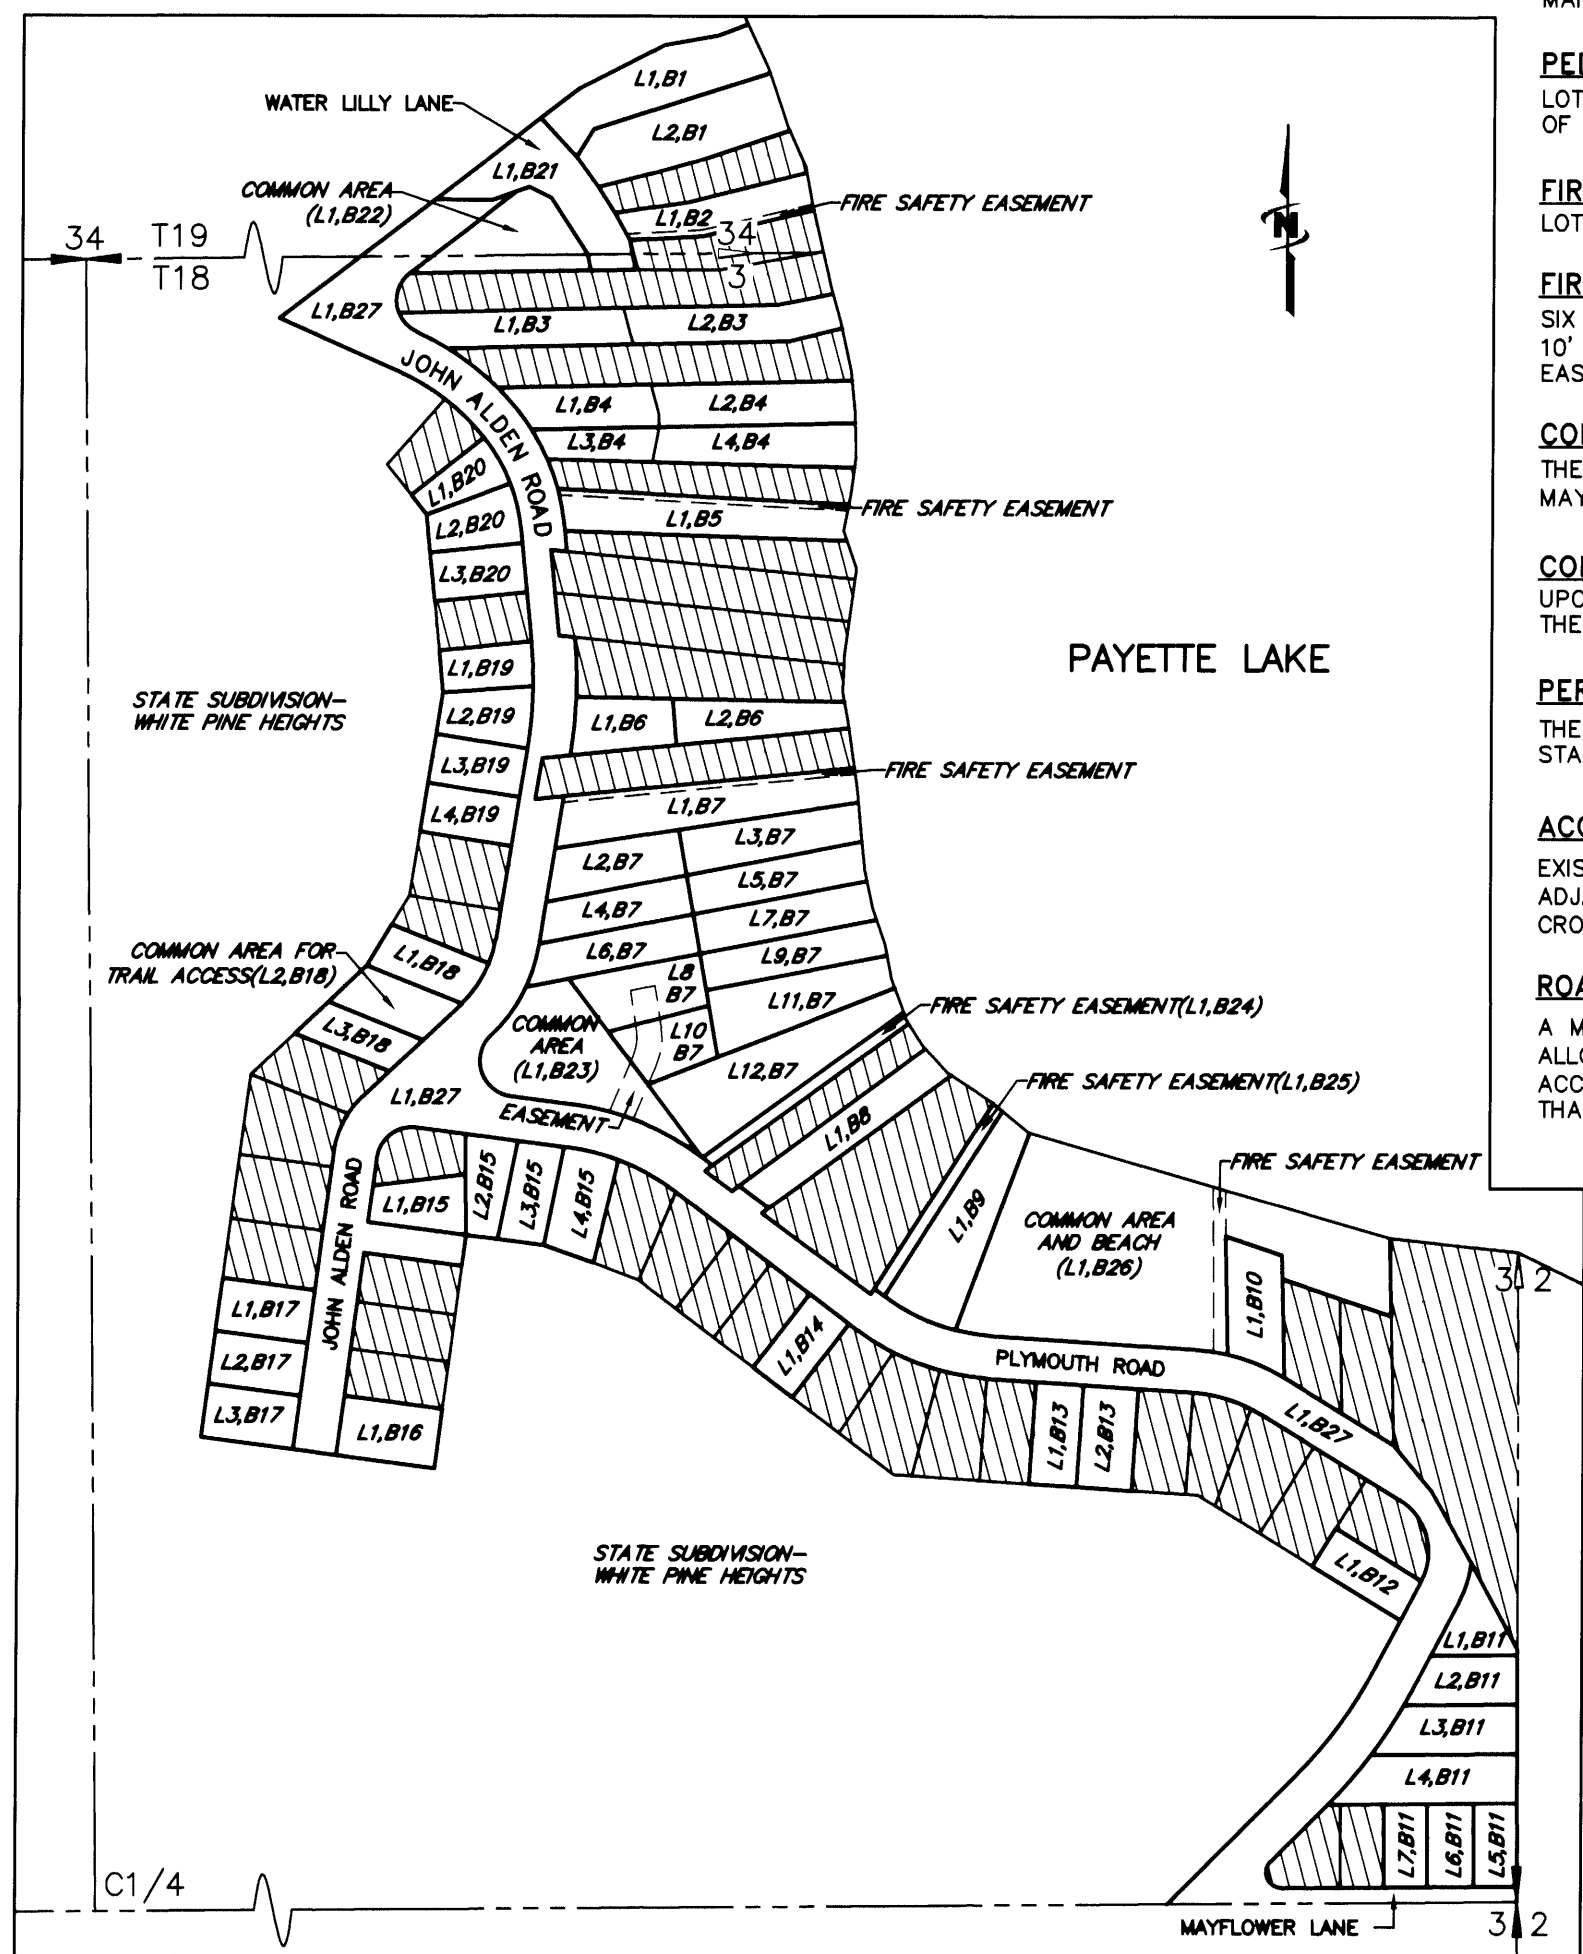 WATER LILLY LANE
L1,B1
L2,B1
L1,B21
COMMON AREA
(L1,B22)
L1,B2
FIRE SAFETY EASEMENT
N
34
T19
T18
34
3
L1,B27
L1,B3
L2,B3
JOHN ALDEN ROAD
L1,B4
L2,B4
L3,B4
L4,B4
L1,B20
L2,B20
L3,B20
FIRE SAFETY EASEMENT
L1,B5
PAYETTE LAKE
STATE SUBDIVISION-
WHITE PINE HEIGHTS
L1,B19
L2,B19
L3,B19
L4,B19
L1,B6
L2,B6
FIRE SAFETY EASEMENT
L1,B7
L2,B7
L3,B7
L4,B7
L5,B7
L6,B7
L7,B7
L8
B7
L9,B7
L10
B7
L11,B7
L12,B7
COMMON AREA FOR
TRAIL ACCESS(L2,B18)
L1,B18
L3,B18
COMMON
AREA
(L1,B23)
FIRE SAFETY EASEMENT(L1,B24)
FIRE SAFETY EASEMENT(L1,B25)
L1,B27
EASEMENT
L1,B8
L1,B9
FIRE SAFETY EASEMENT
COMMON AREA
AND BEACH
(L1,B26)
L1,B10
3 2
L1,B15
L2,B15
L3,B15
L4,B15
JOHN ALDEN ROAD
L1,B17
L2,B17
L3,B17
L1,B16
L1,B14
PLYMOUTH ROAD
L1,B13
L2,B13
L1,B27
STATE SUBDIVISION-
WHITE PINE HEIGHTS
L1,B12
L1,B11
L2,B11
L3,B11
L4,B11
L7,B11
L6,B11
L5,B11
C1/4
MAYFLOWER LANE
3 2
LOT
OF
LOT
SIX
10'
EAS
THE
MAY
UPO
THE
THE
STA
EXIS
ADJ
CRO
A M
ALLO
ACC
THA